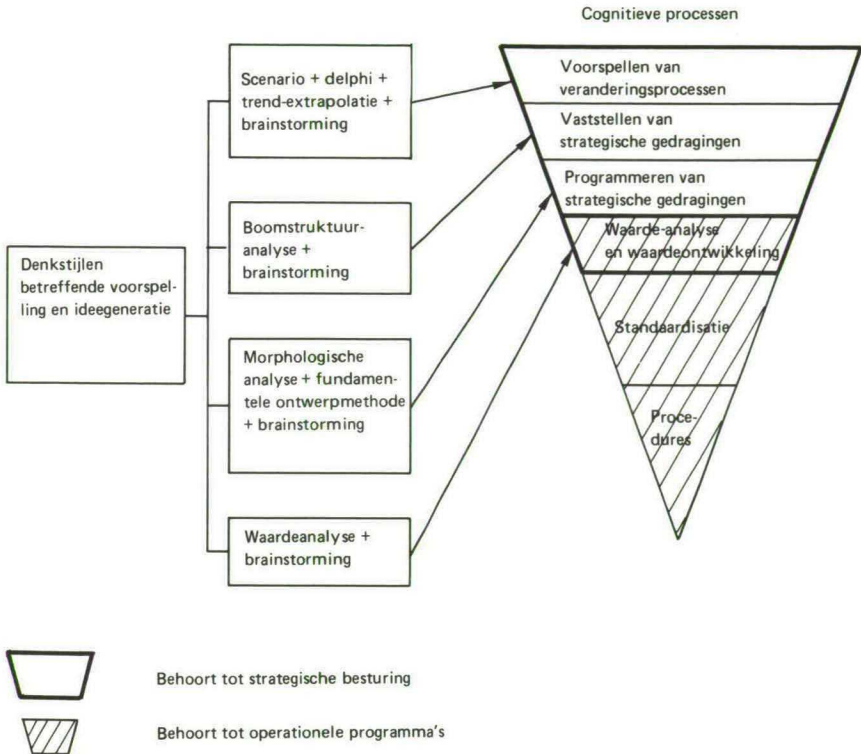 Cognitieve processen
Scenario + delphi +
trend-extrapolatie +
brainstorming
Boomstruktuur-
analyse +
brainstorming
Denkstijlen
betreffende voorspel-
ling en ideegeneratie
Morphologische
analyse + fundamen-
tele ontwerpmethode
+ brainstorming
Waardeanalyse +
brainstorming
Voorspellen van
veranderingsprocessen
Vaststellen van
strategische gedragingen
Programmeren van
strategische gedragingen
Waarde-analyse
en waardeontwikkeling
Standaardisatie
Proce-
dures
Behoort tot strategische besturing
Behoort tot operationele programma's